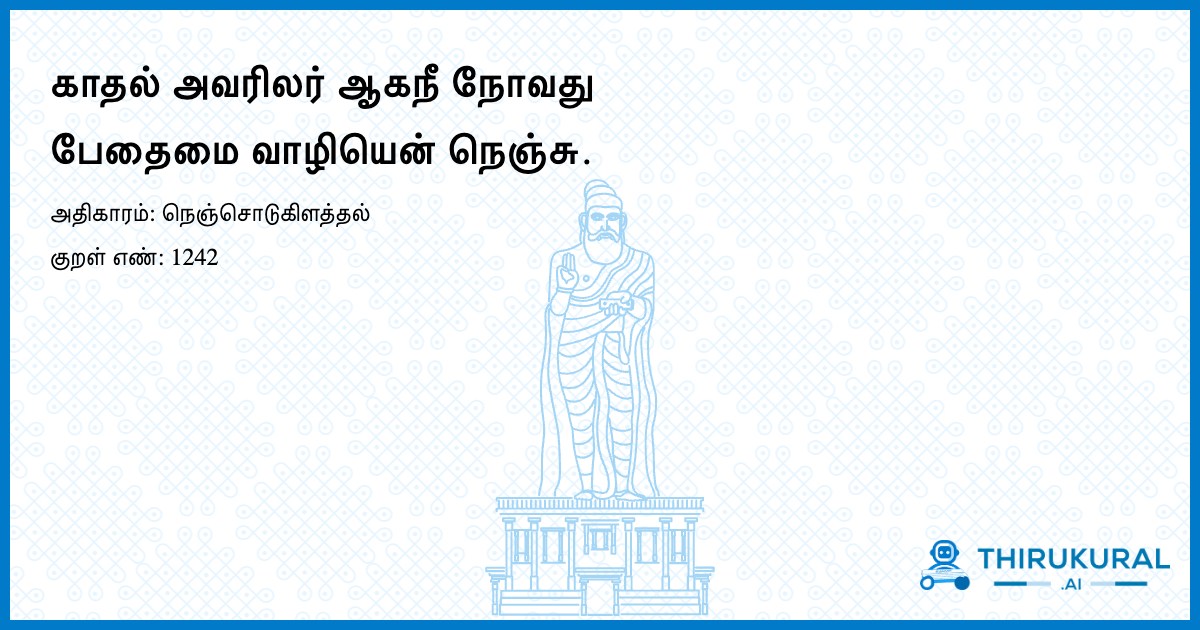 காதல் அவரிலர் ஆகநீ நோவது
பேதைமை வாழியென் நெஞ்சு.
அதிகாரம்: நெஞ்சொடுகிளத்தல்
குறள் எண்: 1242
THIRUKURAL
.AI